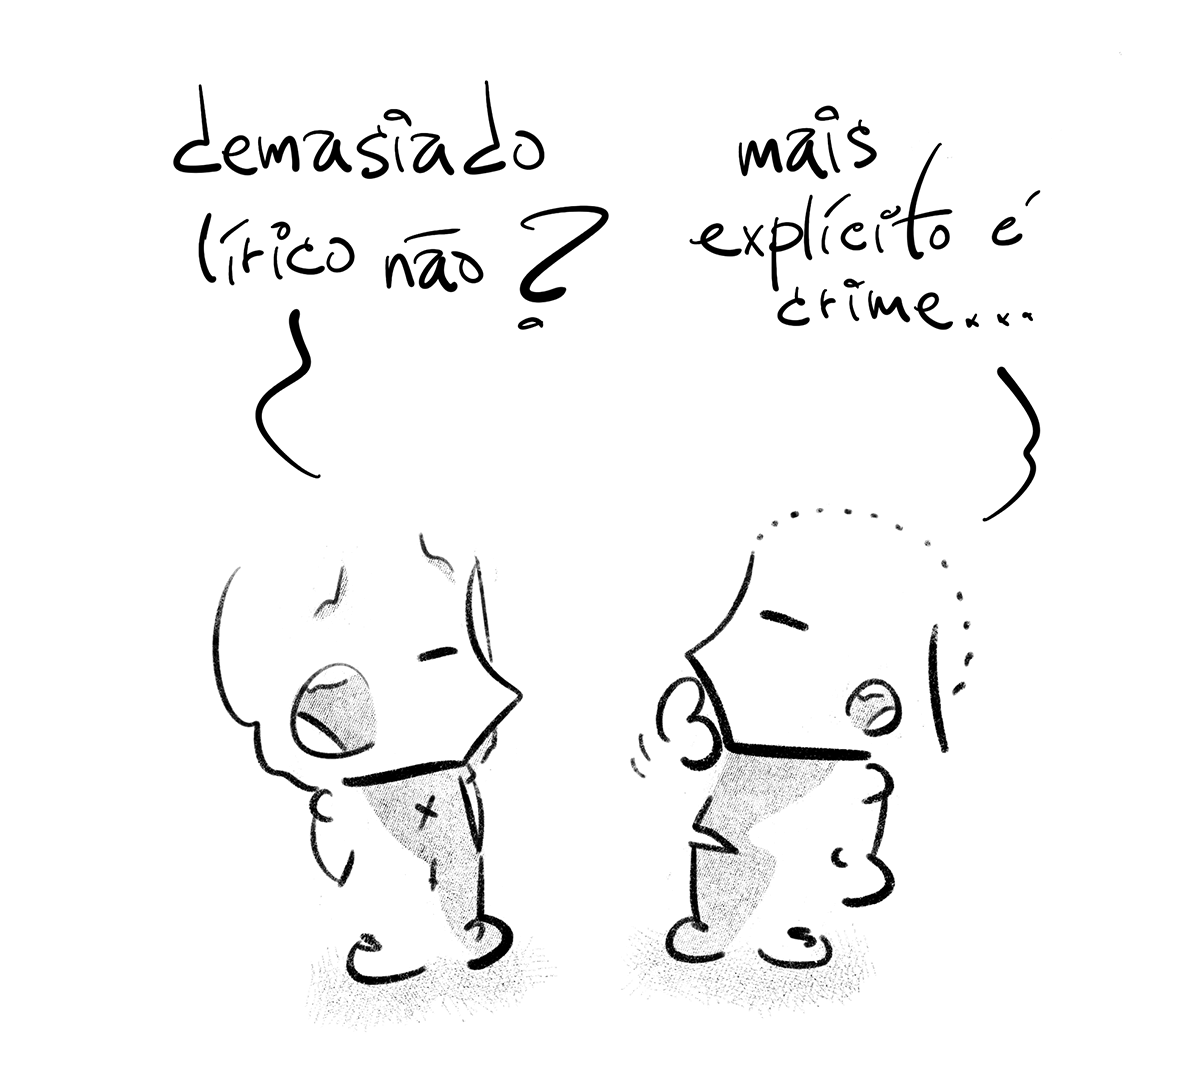 demasiado
lírico não?
mais
explícito é
crime...